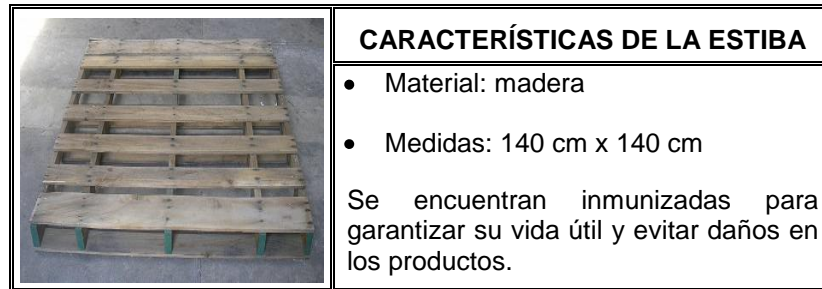 CARACTERÍSTICAS DE LA ESTIBA
• Material: madera
• Medidas: 140 cm x 140 cm
Se encuentran inmunizadas para
garantizar su vida útil y evitar daños en
los productos.